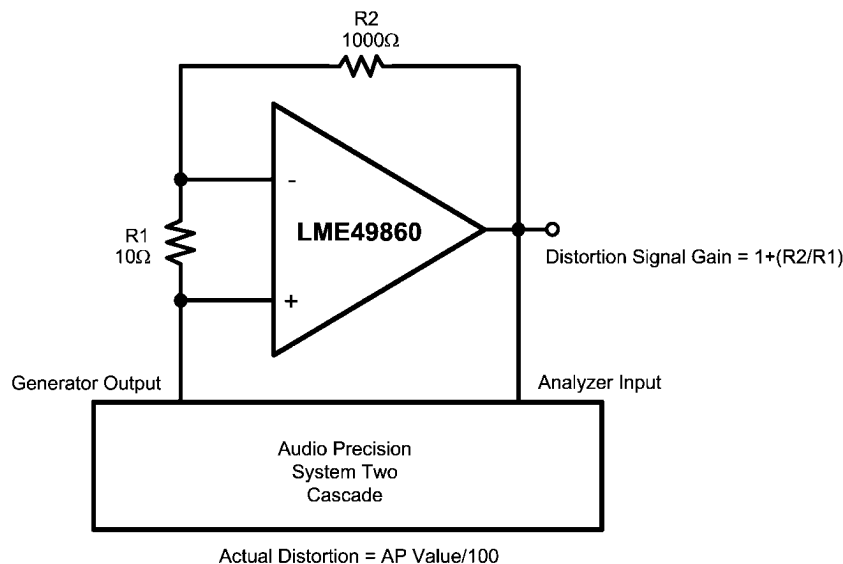 R2
1000Ω
-
R1
10Ω
LME49860
+
Distortion Signal Gain = 1+(R2/R1)
Generator Output
Analyzer Input
Audio Precision
System Two
Cascade
Actual Distortion = AP Value/100